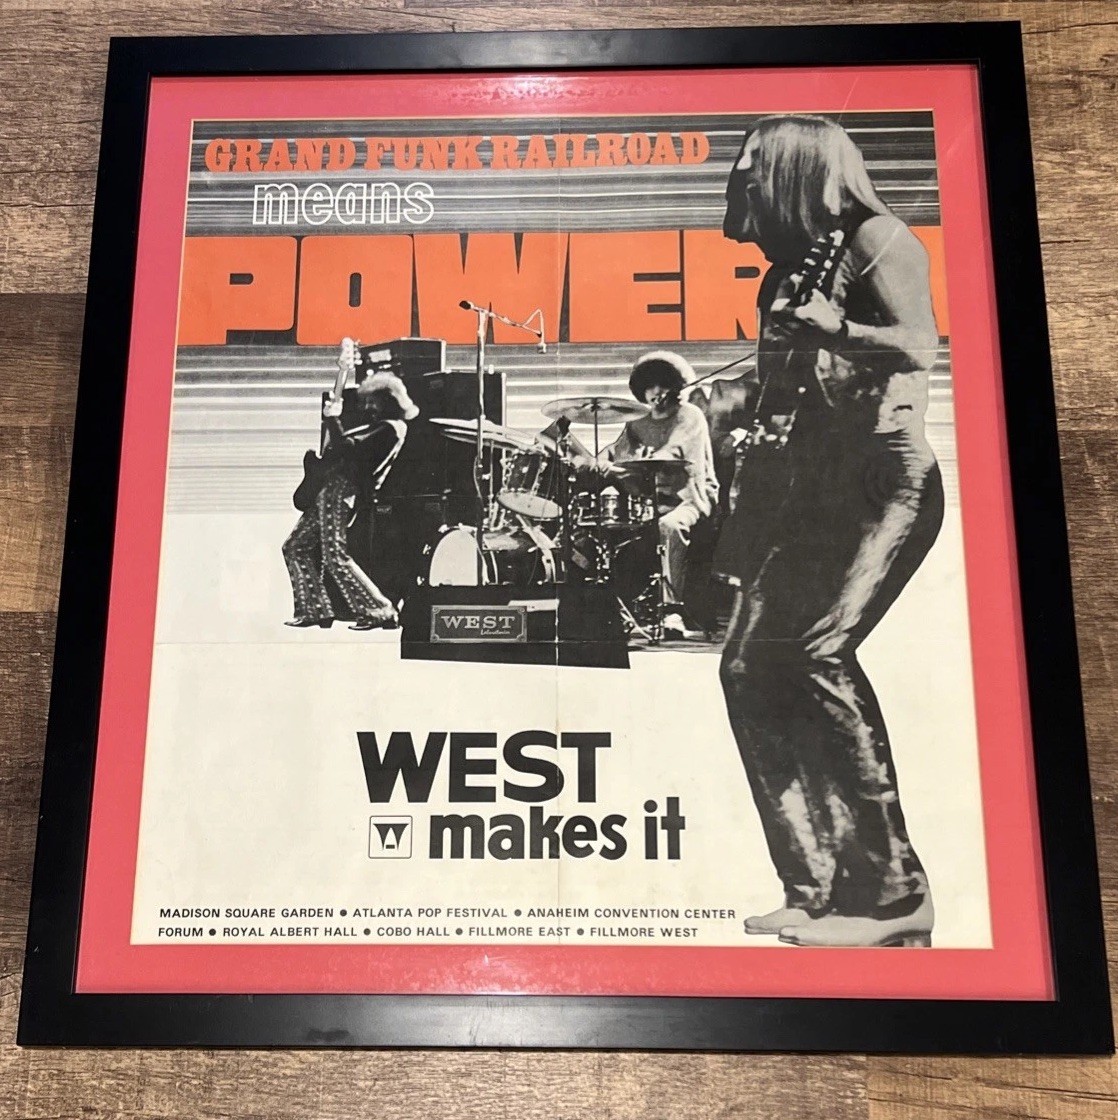 GRAND FUNK RAILROAD
means
POWER
WEST
WEST
makes it
MADISON SQUARE GARDEN ● ATLANTA POP FESTIVAL ● ANAHEIM CONVENTION CENTER
FORUM ● ROYAL ALBERT HALL ● COBO HALL ● FILLMORE EAST ● FILLMORE WEST